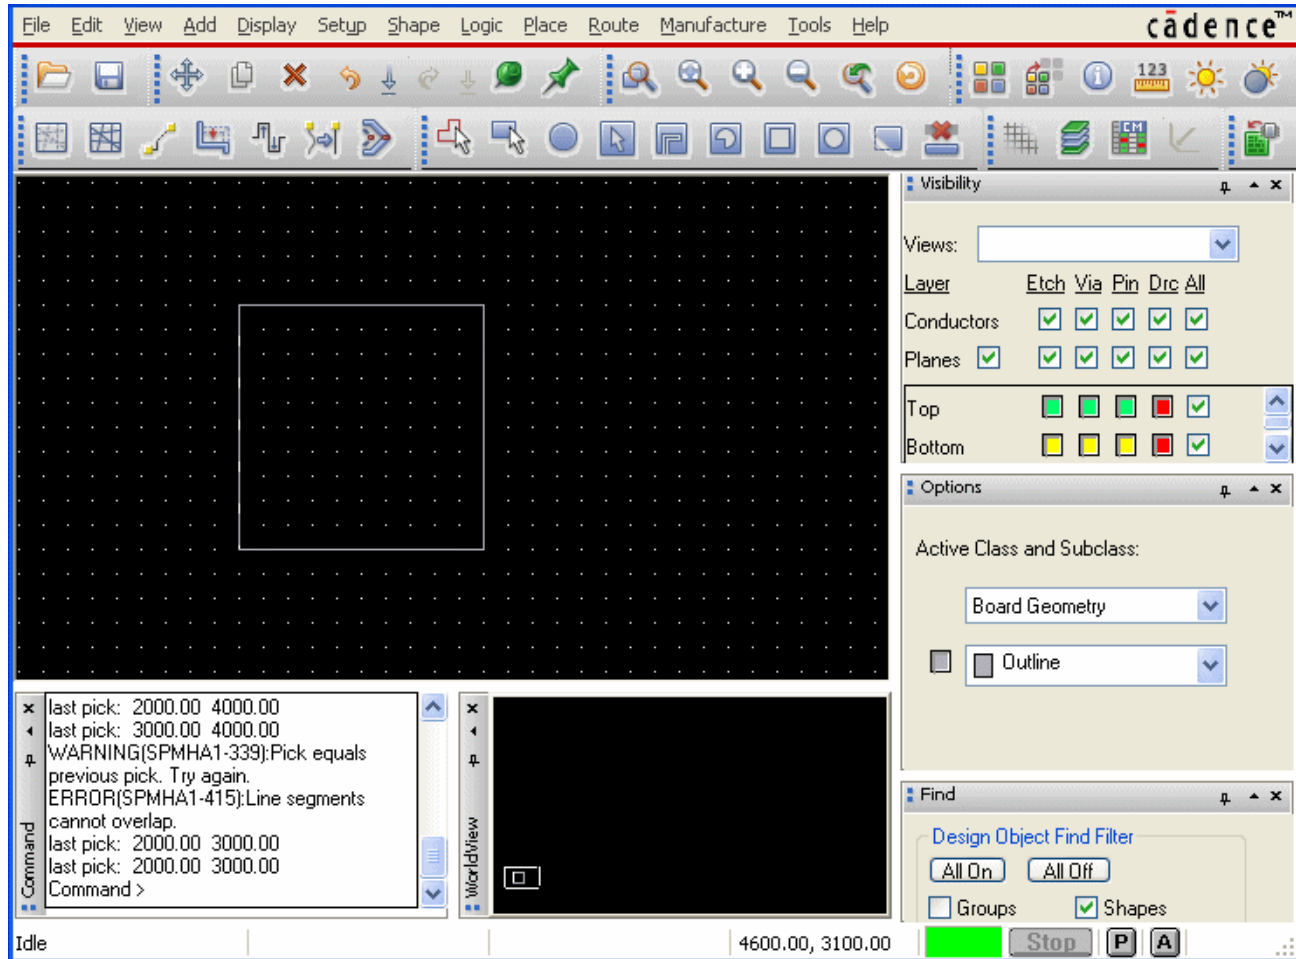 File Edit View Add Display Setup Shape Logic Place Route Manufacture Tools Help
cādence™
123
CM
Visibility
Views:
Layer Etch Via Pin Drc All
Conductors
Planes
Top
Bottom
Options
Active Class and Subclass:
Board Geometry
Outline
last pick: 2000.00 4000.00
last pick: 3000.00 4000.00
WARNING(SPMHA1-339):Pick equals
previous pick. Try again.
ERROR(SPMHA1-415):Line segments
cannot overlap.
last pick: 2000.00 3000.00
last pick: 2000.00 3000.00
Command >
Command
WorldView
Find
Design Object Find Filter
All On All Off
Groups Shapes
Idle 4600.00, 3100.00 Stop P A